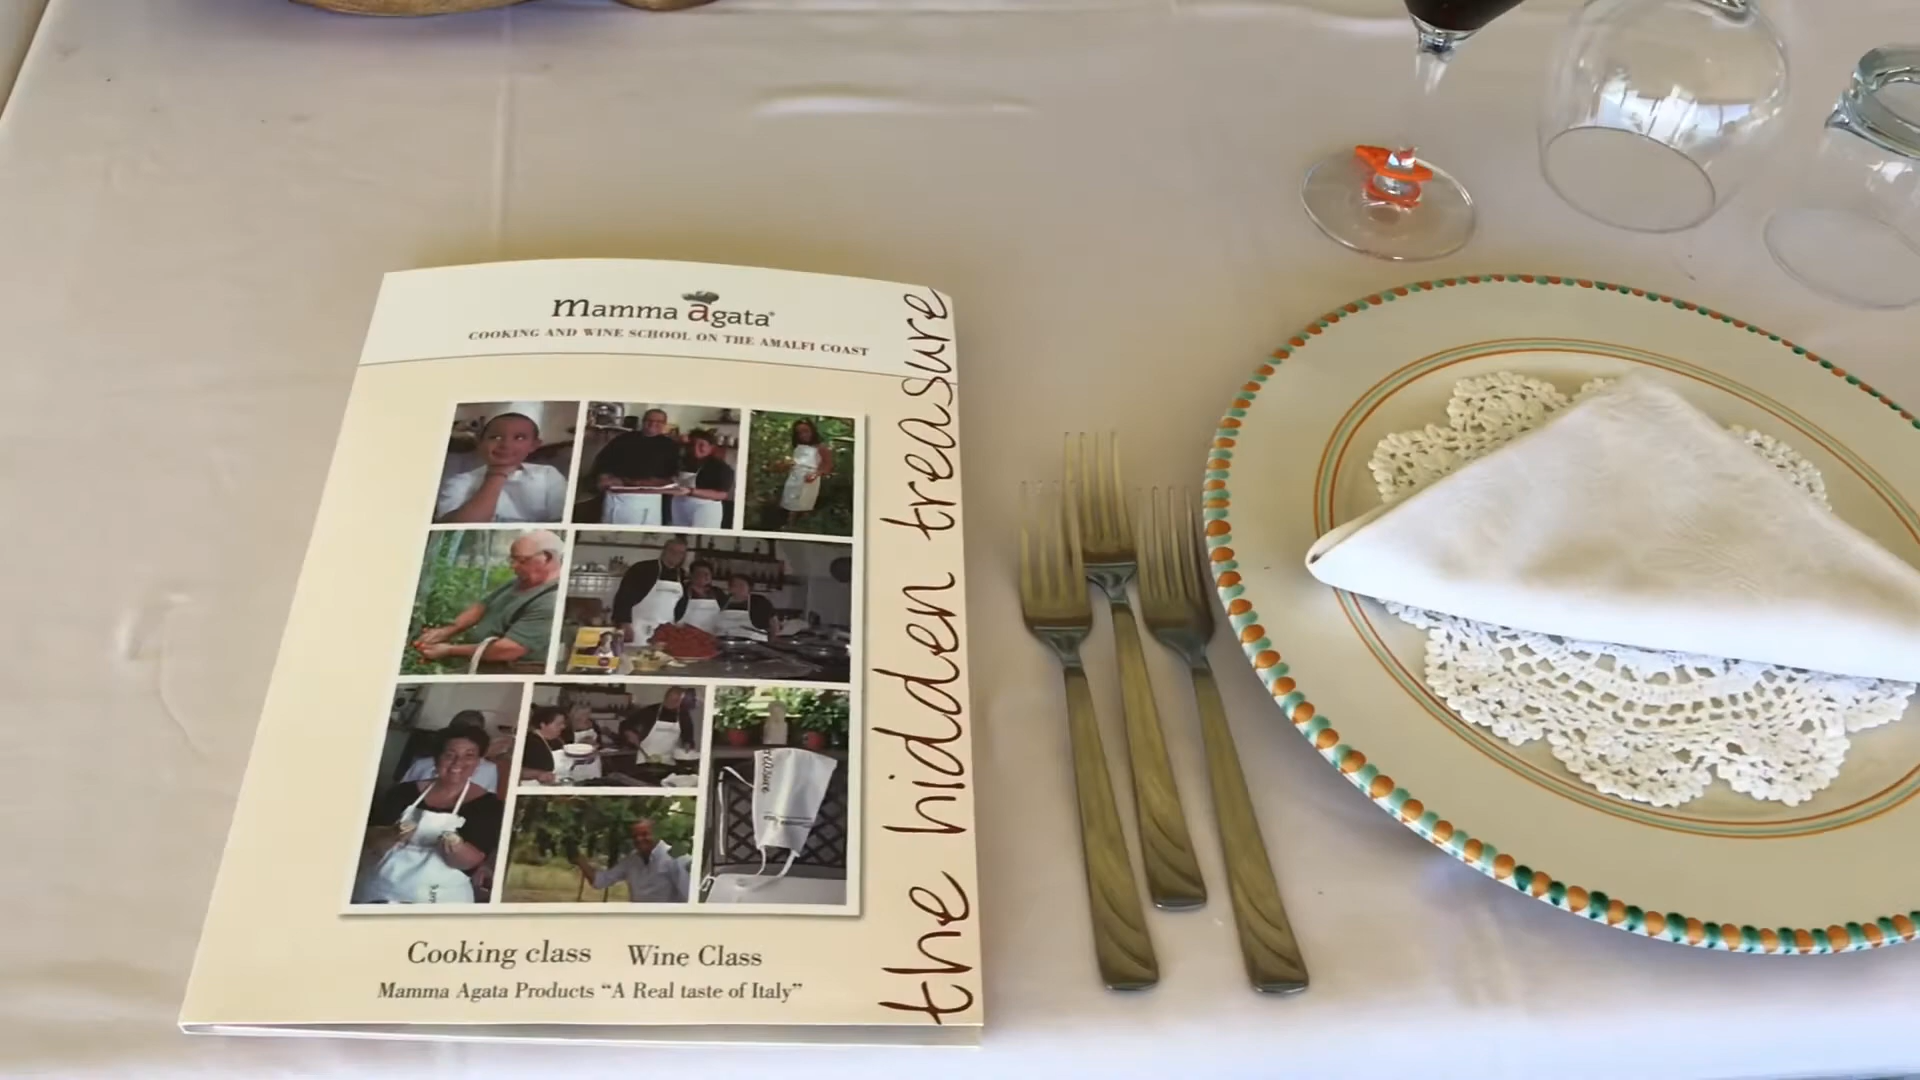 mamma agata®
COOKING AND WINE SCHOOL ON THE AMALFI COAST
the hidden treasure
treasure
Cooking class Wine Class
Mamma Agata Products “A Real taste of Italy”